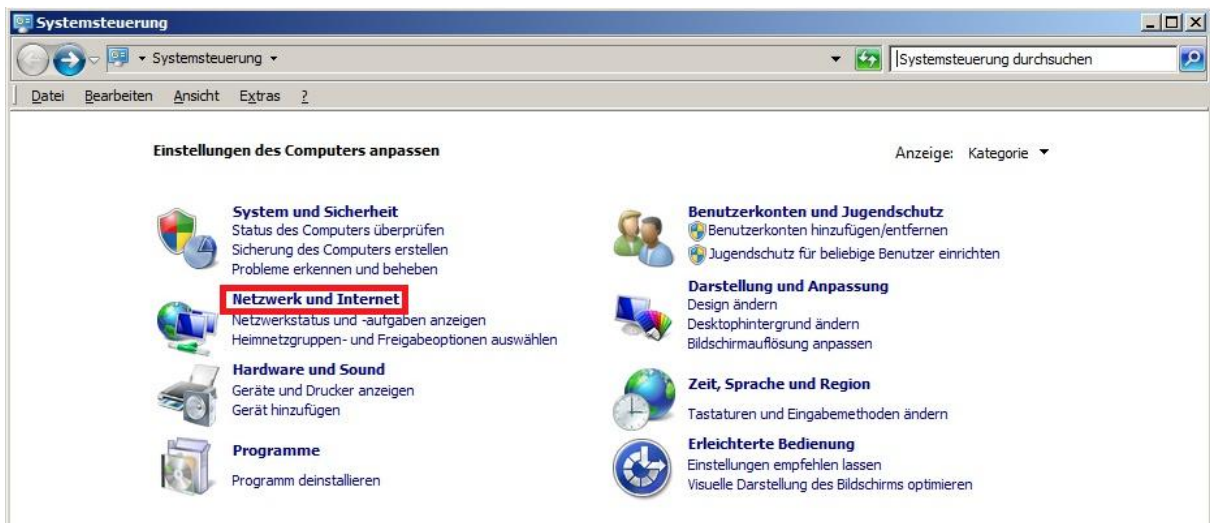 Systemsteuerung
Systemsteuerung
Systemsteuerung durchsuchen
Datei Bearbeiten Ansicht Extras ?
Einstellungen des Computers anpassen
Anzeige: Kategorie
System und Sicherheit
Status des Computers überprüfen
Sicherung des Computers erstellen
Probleme erkennen und beheben
Netzwerk und Internet
Netzwerkstatus und -aufgaben anzeigen
Heimnetzgruppen- und Freigabeoptionen auswählen
Hardware und Sound
Geräte und Drucker anzeigen
Gerät hinzufügen
Programme
Programm deinstallieren
Benutzerkonten und Jugendschutz
Benutzerkonten hinzufügen/entfernen
Jugendschutz für beliebige Benutzer einrichten
Darstellung und Anpassung
Design ändern
Desktophintergrund ändern
Bildschirmauflösung anpassen
Zeit, Sprache und Region
Tastaturen und Eingabemethoden ändern
Erleichterte Bedienung
Einstellungen empfehlen lassen
Visuelle Darstellung des Bildschirms optimieren